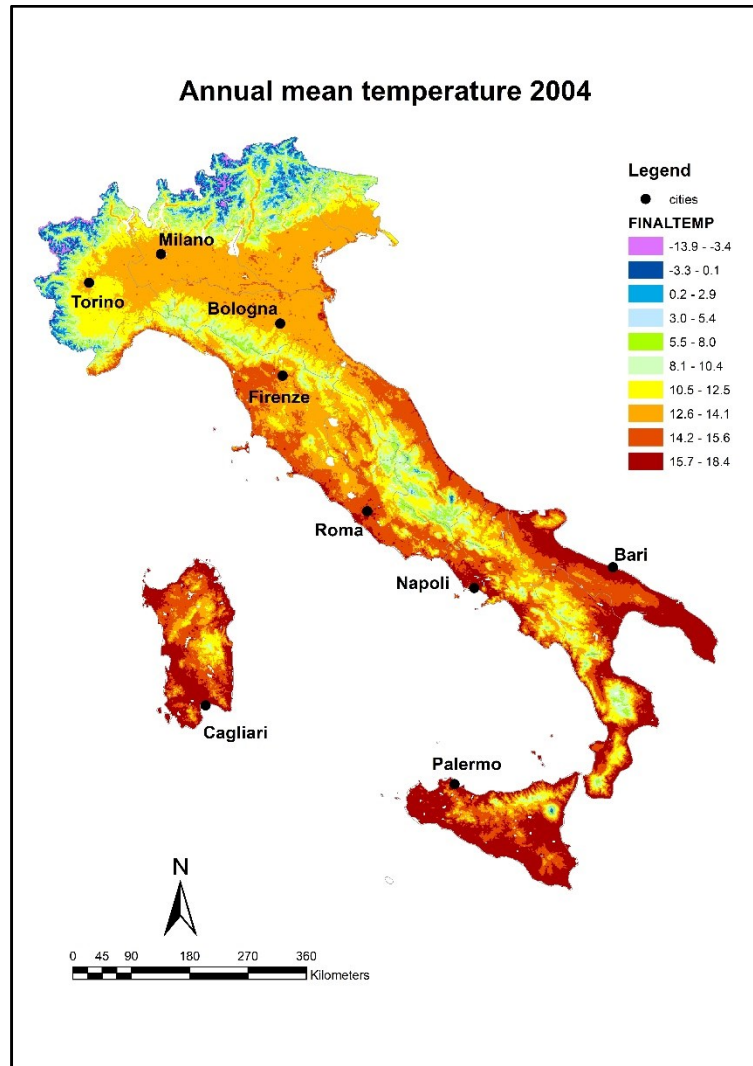 Annual mean temperature 2004
Legend
cities
FINALTEMP
-13.9 - -3.4
-3.3 - 0.1
0.2 - 2.9
3.0 - 5.4
5.5 - 8.0
8.1 - 10.4
10.5 - 12.5
12.6 - 14.1
14.2 - 15.6
15.7 - 18.4
Milano
Torino
Bologna
Firenze
Roma
Bari
Napoli
Cagliari
Palermo
N
0 45 90 180 270 360
Kilometers